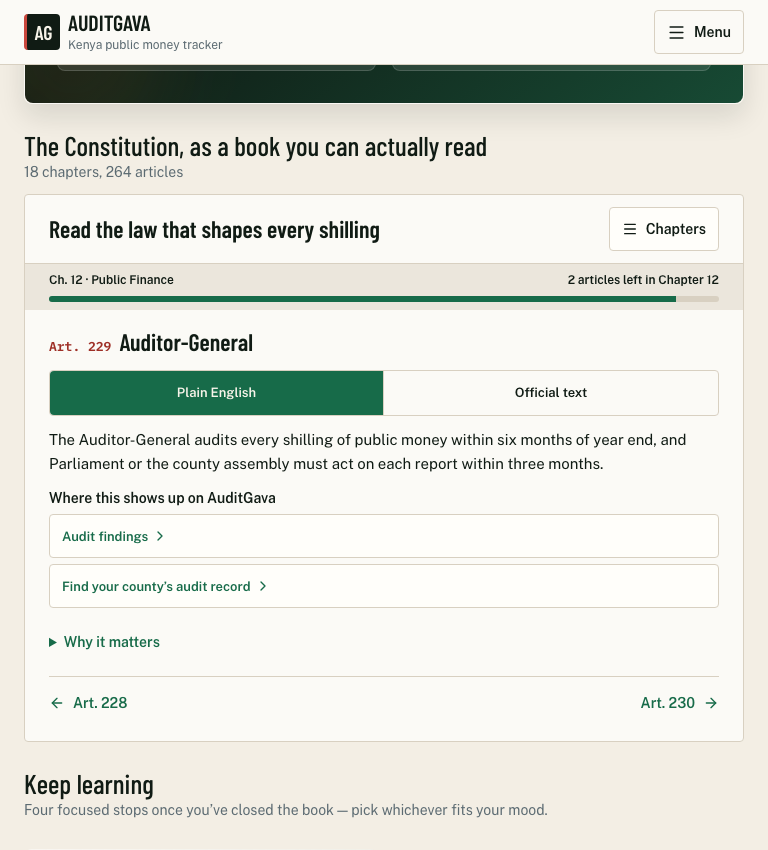 AG
AUDITGAVA
Kenya public money tracker
Menu
The Constitution, as a book you can actually read
18 chapters, 264 articles
Read the law that shapes every shilling
Chapters
Ch. 12 · Public Finance
2 articles left in Chapter 12
Art. 229 Auditor-General
Plain English
Official text
The Auditor-General audits every shilling of public money within six months of year end, and
Parliament or the county assembly must act on each report within three months.
Where this shows up on AuditGava
Audit findings
Find your county’s audit record
Why it matters
Art. 228
Art. 230
Keep learning
Four focused stops once you’ve closed the book — pick whichever fits your mood.